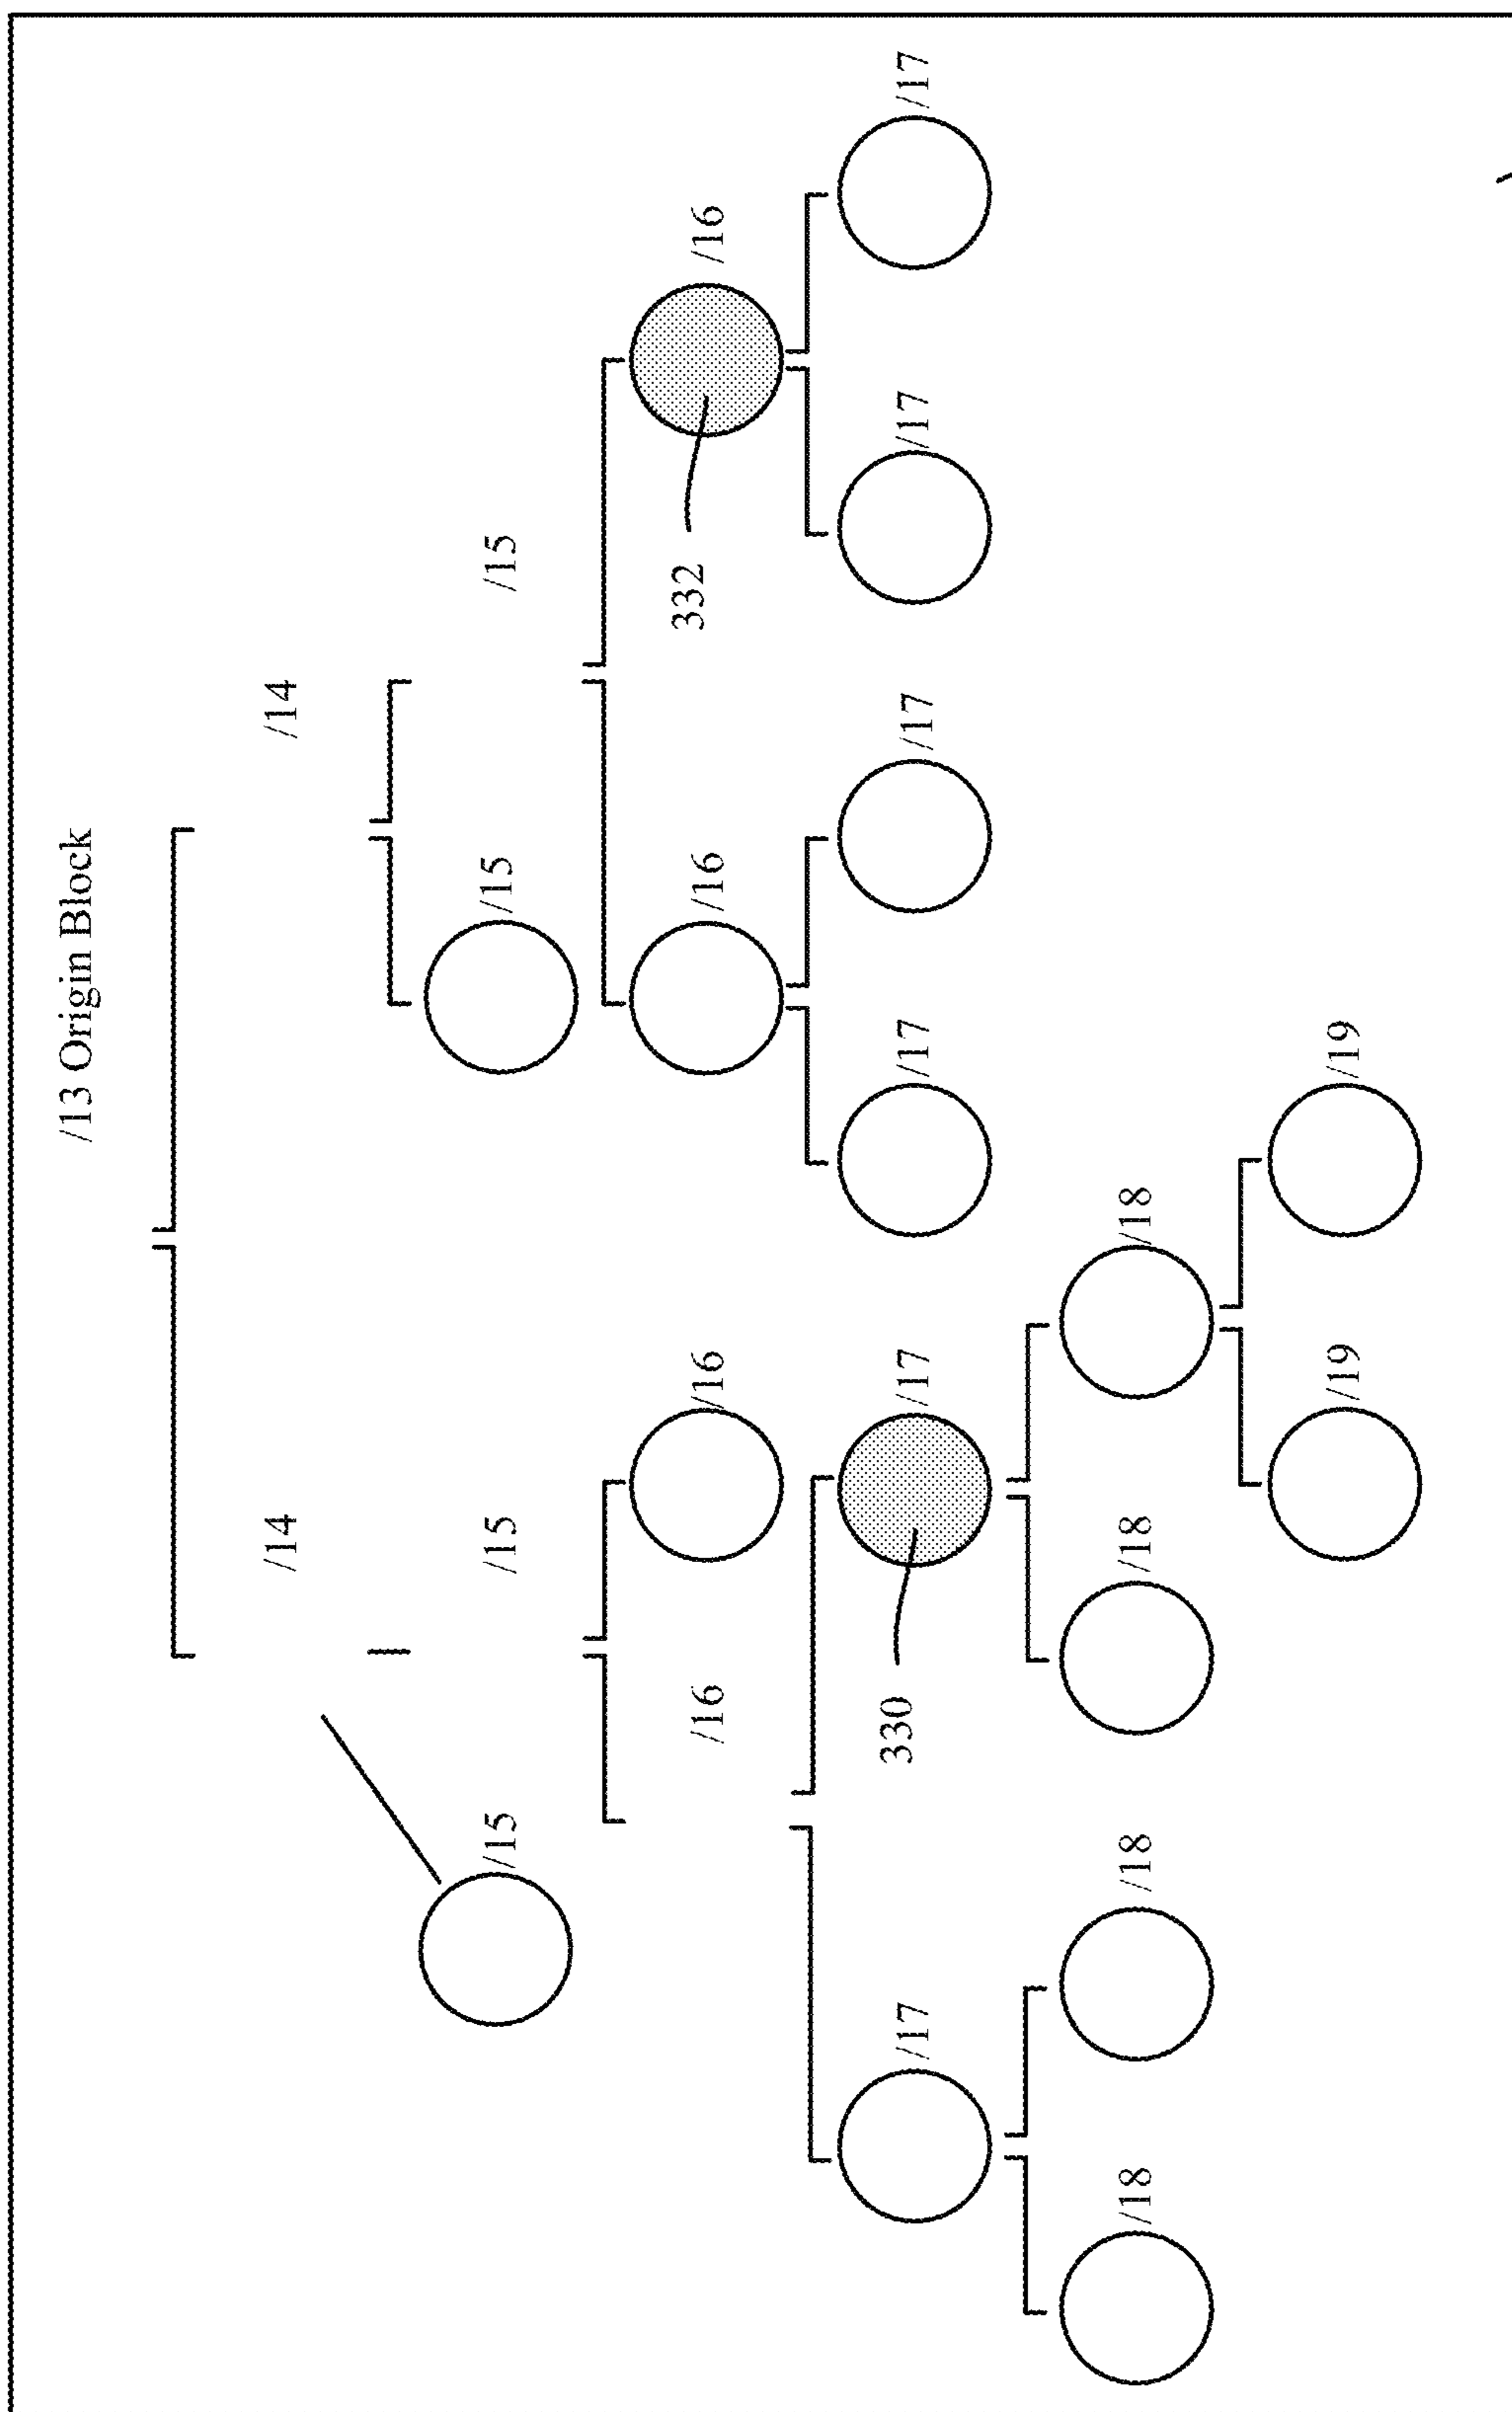 /13 Origin Block
/14 /14
/15 /15 /15 /15
/16 /16 /16 332 /16
/17 330 /17 /17 /17 /17 /17
/18 /18 /18 /18
/19 /19